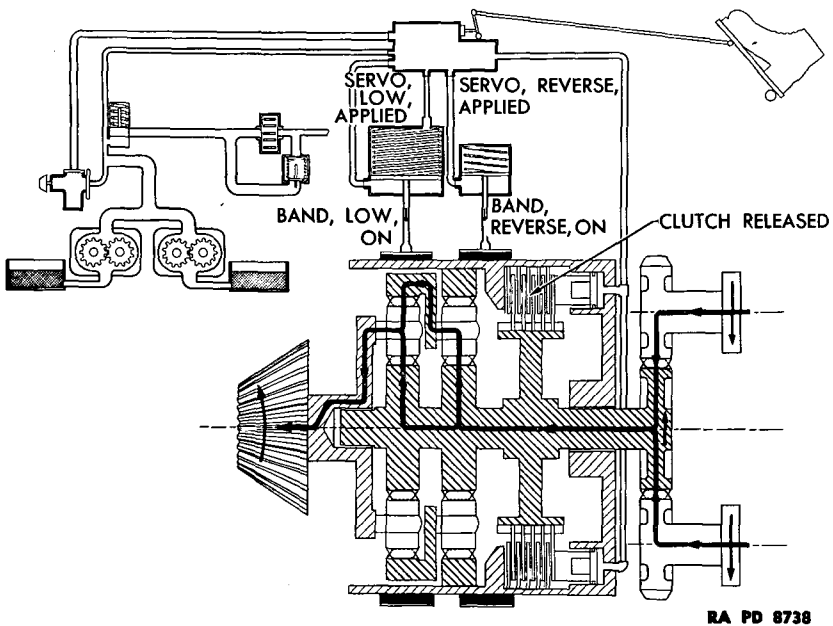 SERVO,
LOW,
APPLIED
SERVO, REVERSE,
APPLIED
BAND, LOW,
ON
BAND,
REVERSE, ON
CLUTCH RELEASED
RA PD 8738